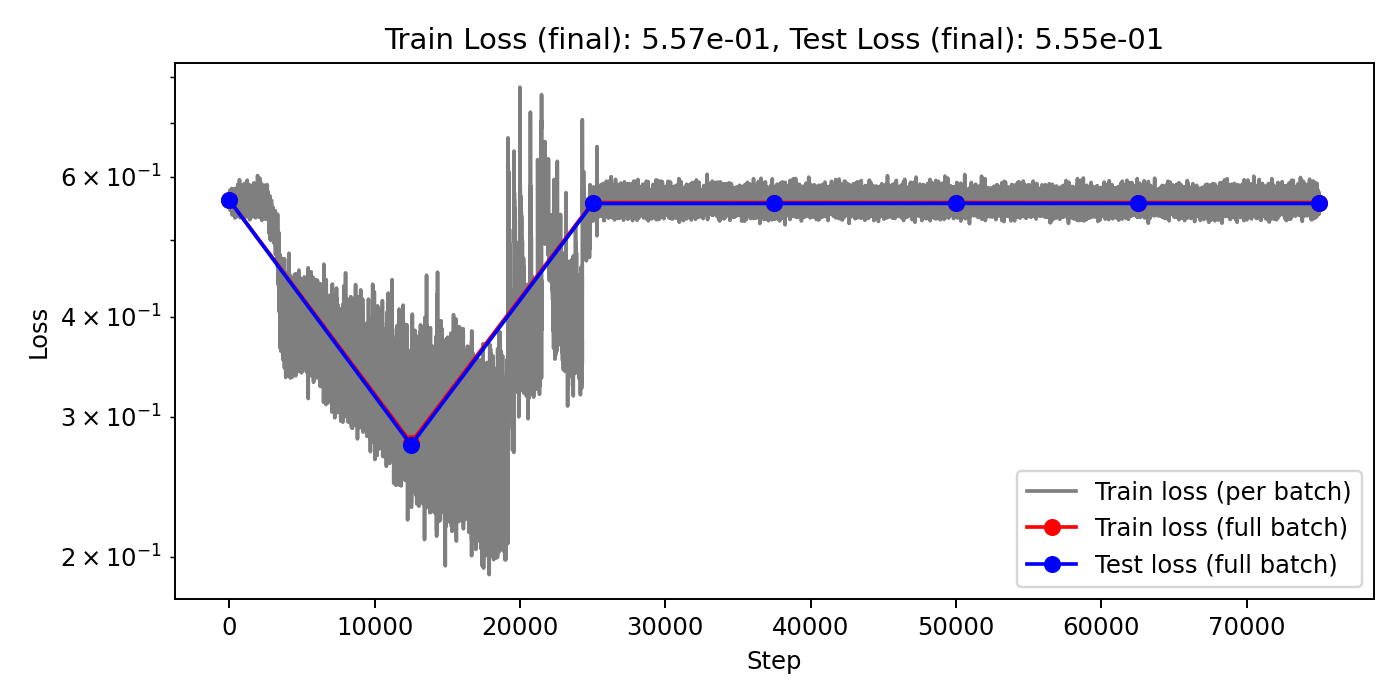 Train Loss (final): 5.57e-01, Test Loss (final): 5.55e-01
Loss
6 × 10⁻¹
4 × 10⁻¹
3 × 10⁻¹
2 × 10⁻¹
Train loss (per batch)
Train loss (full batch)
Test loss (full batch)
0 10000 20000 30000 40000 50000 60000 70000
Step